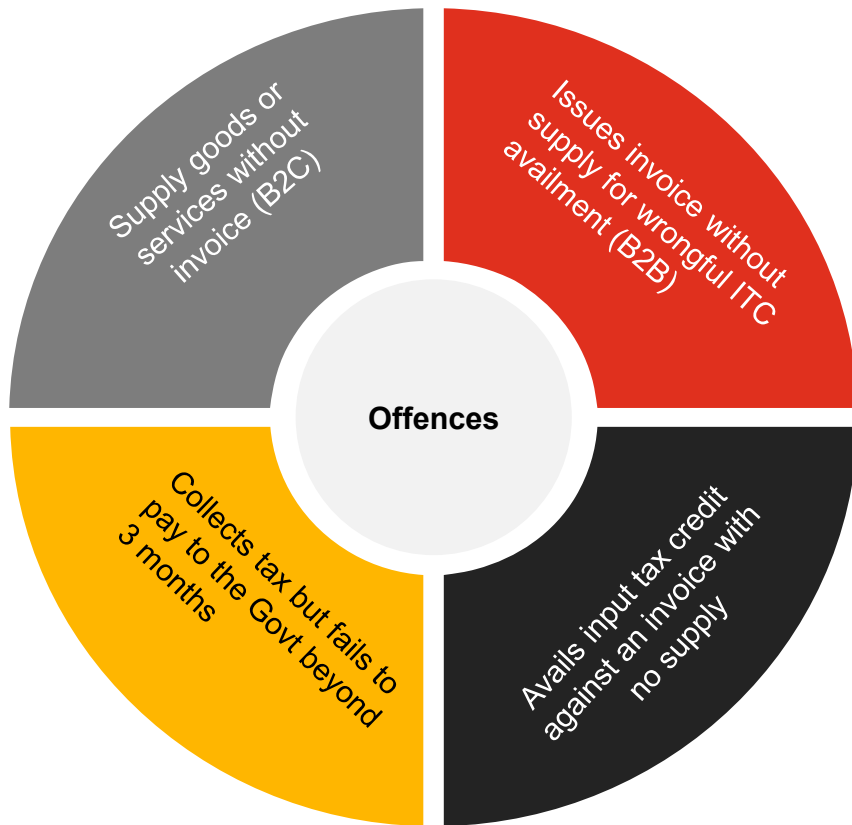 Supply goods or
services without
invoice (B2C)
Issues invoice without
supply for wrongful ITC
availment (B2B)
Offences
Collects tax but fails to
pay to the Govt beyond
3 months
Avails input tax credit
against an invoice with
no supply